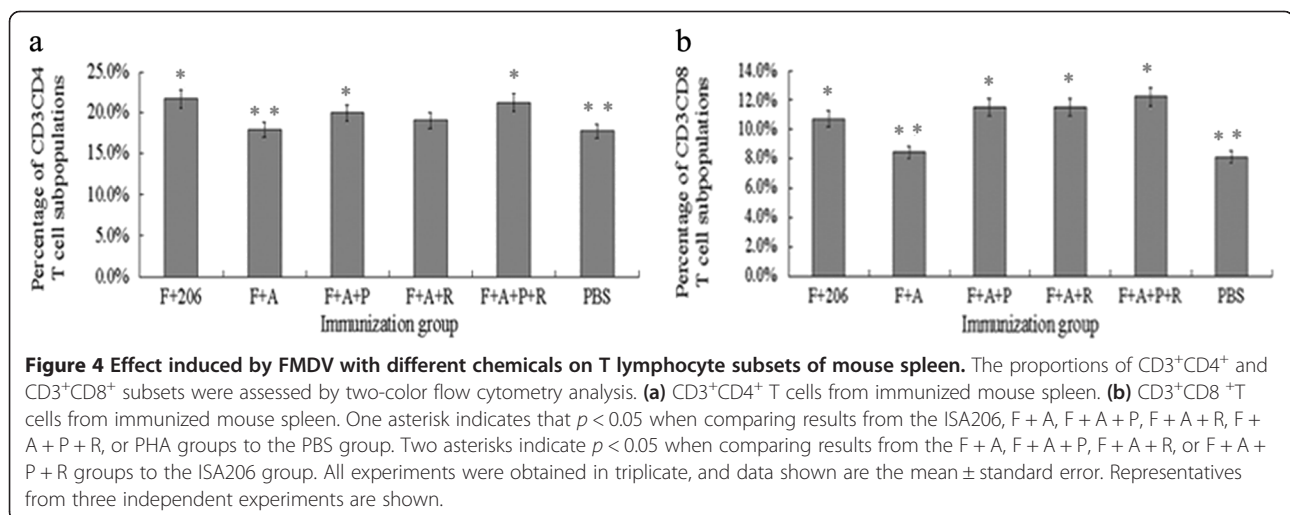 a
25.0%
20.0%
15.0%
10.0%
5.0%
0.0%
Percentage of CD3CD4
T cell subpopulations
*
* *
*
*
* *
F+206 F+A F+A+P F+A+R F+A+P+R PBS
Immunization group
b
14.0%
12.0%
10.0%
8.0%
6.0%
4.0%
2.0%
0.0%
Percentage of CD3CD8
T cell subpopulations
*
* *
*
*
*
* *
F+206 F+A F+A+P F+A+R F+A+P+R PBS
Immunization group
Figure 4 Effect induced by FMDV with different chemicals on T lymphocyte subsets of mouse spleen. The proportions of CD3⁺CD4⁺ and
CD3⁺CD8⁺ subsets were assessed by two-color flow cytometry analysis. (a) CD3⁺CD4⁺ T cells from immunized mouse spleen. (b) CD3⁺CD8 ⁺T
cells from immunized mouse spleen. One asterisk indicates that p < 0.05 when comparing results from the ISA206, F + A, F + A + P, F + A + R, F +
A + P + R, or PHA groups to the PBS group. Two asterisks indicate p < 0.05 when comparing results from the F + A, F + A + P, F + A + R, or F + A +
P + R groups to the ISA206 group. All experiments were obtained in triplicate, and data shown are the mean ± standard error. Representatives
from three independent experiments are shown.